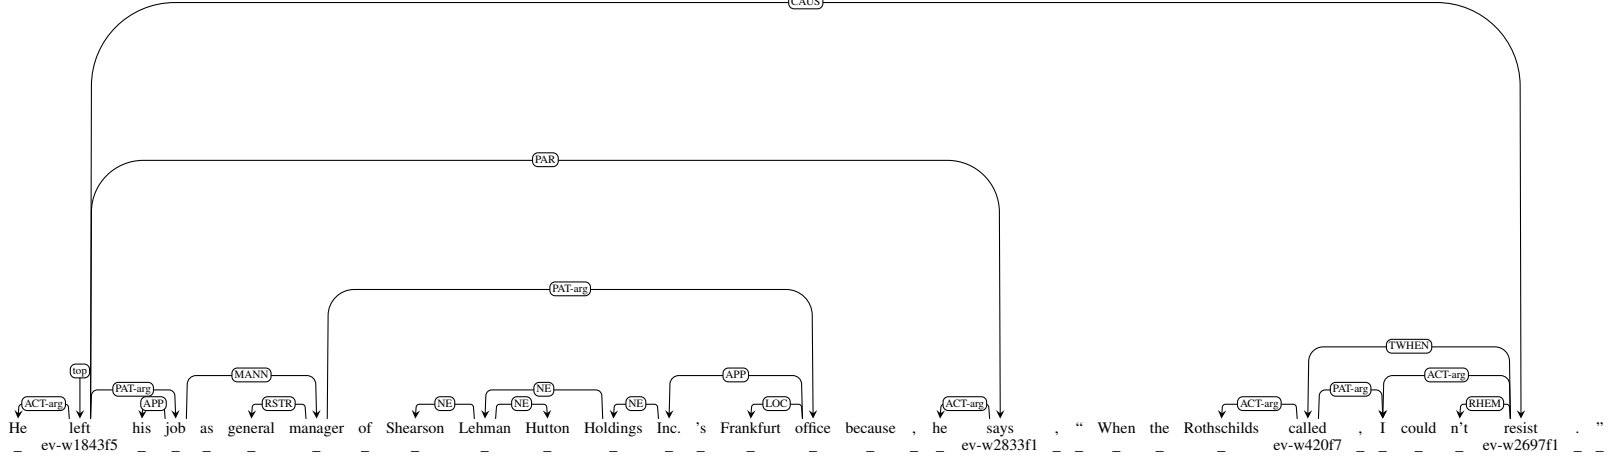 CAUS
PAR
PAT-arg
TWHEN
top MANN APP ACT-arg
PAT-arg NE PAT-arg
ACT-arg APP RSTR NE NE NE LOC ACT-arg ACT-arg RHEM
He left his job as general manager of Shearson Lehman Hutton Holdings Inc. 's Frankfurt office because , he says , “ When the Rothschilds called , I could n't resist . ”
_ ev-w1843f5 _ _ _ _ _ _ _ _ _ _ _ _ _ _ _ _ _ ev-w2833f1 _ _ _ _ _ ev-w420f7 _ _ _ _ ev-w2697f1 _ _